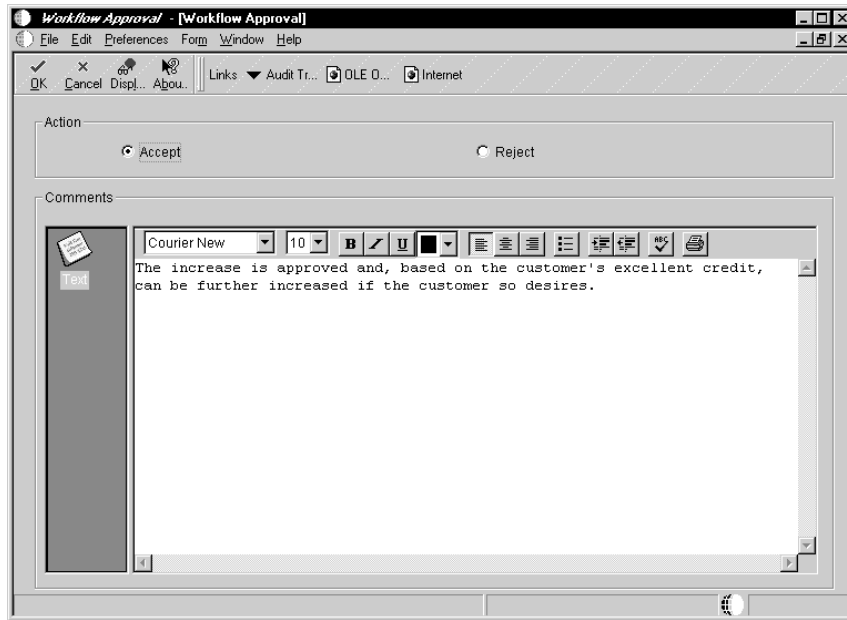 Workflow Approval - [Workflow Approval]
File Edit Preferences Form Window Help
OK Cancel Displ... Abou.. Links Audit Tr... OLE O... Internet
Action
Accept Reject
Comments
Courier New 10 B I U ABC
Text
The increase is approved and, based on the customer's excellent credit,
can be further increased if the customer so desires.